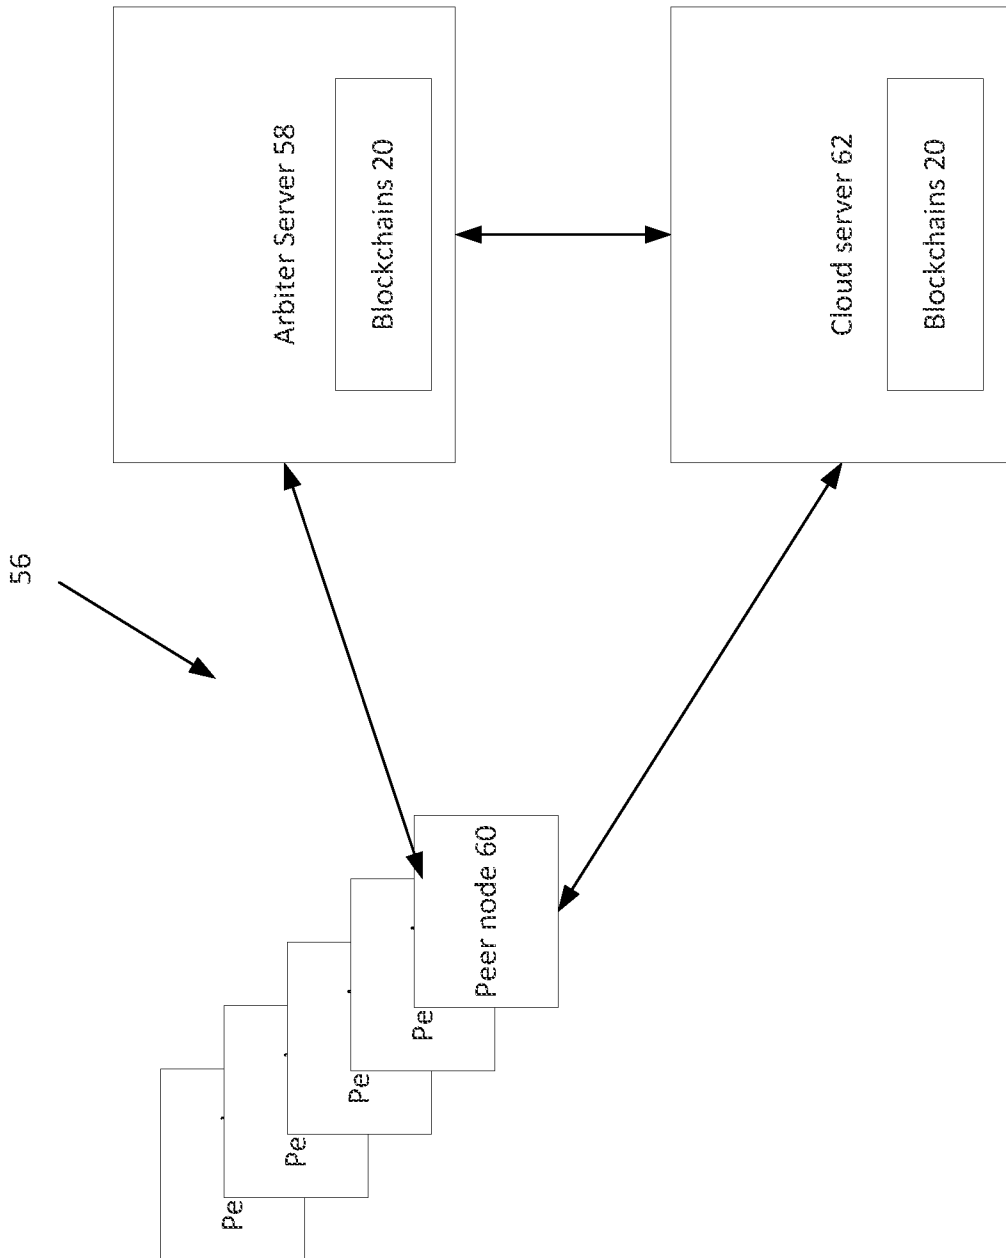 56
Arbiter Server 58
Blockchains 20
Cloud server 62
Blockchains 20
Pe
Pe
Pe
Pe
Peer node 60